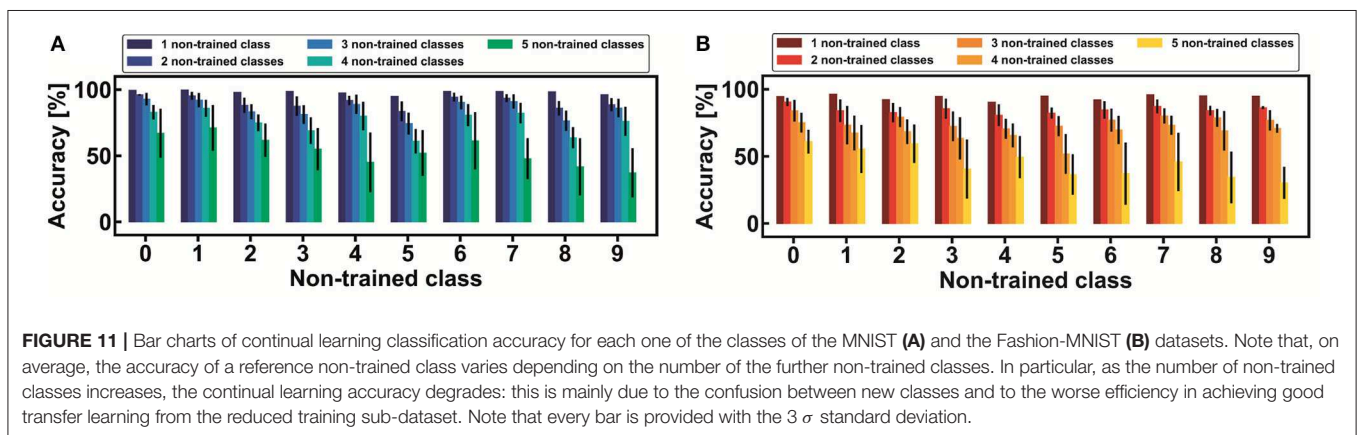 A
1 non-trained class 3 non-trained classes 5 non-trained classes
2 non-trained classes 4 non-trained classes
Accuracy [%]
100
50
0
0 1 2 3 4 5 6 7 8 9
Non-trained class
B
1 non-trained class 3 non-trained classes 5 non-trained classes
2 non-trained classes 4 non-trained classes
Accuracy [%]
100
50
0
0 1 2 3 4 5 6 7 8 9
Non-trained class
FIGURE 11 | Bar charts of continual learning classification accuracy for each one of the classes of the MNIST (A) and the Fashion-MNIST (B) datasets. Note that, on
average, the accuracy of a reference non-trained class varies depending on the number of the further non-trained classes. In particular, as the number of non-trained
classes increases, the continual learning accuracy degrades: this is mainly due to the confusion between new classes and to the worse efficiency in achieving good
transfer learning from the reduced training sub-dataset. Note that every bar is provided with the 3 σ standard deviation.